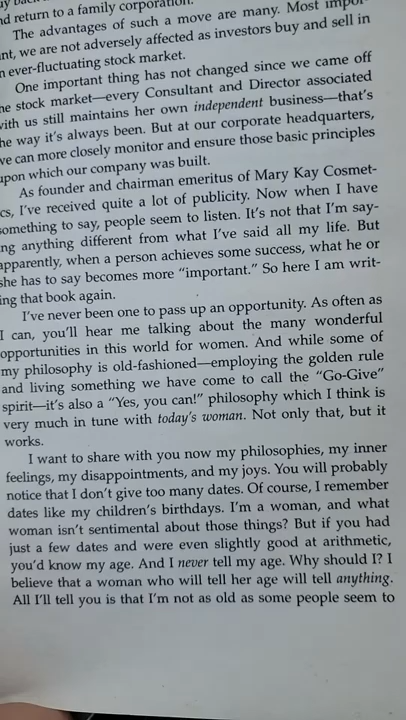 nd return to a family corporation.
The advantages of such a move are many. Most impor-
nt, we are not adversely affected as investors buy and sell in
n ever-fluctuating stock market.
One important thing has not changed since we came off
he stock market—every Consultant and Director associated
with us still maintains her own independent business—that's
he way it's always been. But at our corporate headquarters,
ve can more closely monitor and ensure those basic principles
upon which our company was built.
As founder and chairman emeritus of Mary Kay Cosmet-
cs, I've received quite a lot of publicity. Now when I have
something to say, people seem to listen. It's not that I'm say-
ng anything different from what I've said all my life. But
apparently, when a person achieves some success, what he or
she has to say becomes more "important." So here I am writ-
ing that book again.
I've never been one to pass up an opportunity. As often as
I can, you'll hear me talking about the many wonderful
opportunities in this world for women. And while some of
my philosophy is old-fashioned—employing the golden rule
and living something we have come to call the "Go-Give"
spirit—it's also a "Yes, you can!" philosophy which I think is
very much in tune with today's woman. Not only that, but it
works.
I want to share with you now my philosophies, my inner
feelings, my disappointments, and my joys. You will probably
notice that I don't give too many dates. Of course, I remember
dates like my children's birthdays. I'm a woman, and what
woman isn't sentimental about those things? But if you had
just a few dates and were even slightly good at arithmetic,
you'd know my age. And I never tell my age. Why should I? I
believe that a woman who will tell her age will tell anything.
All I'll tell you is that I'm not as old as some people seem to